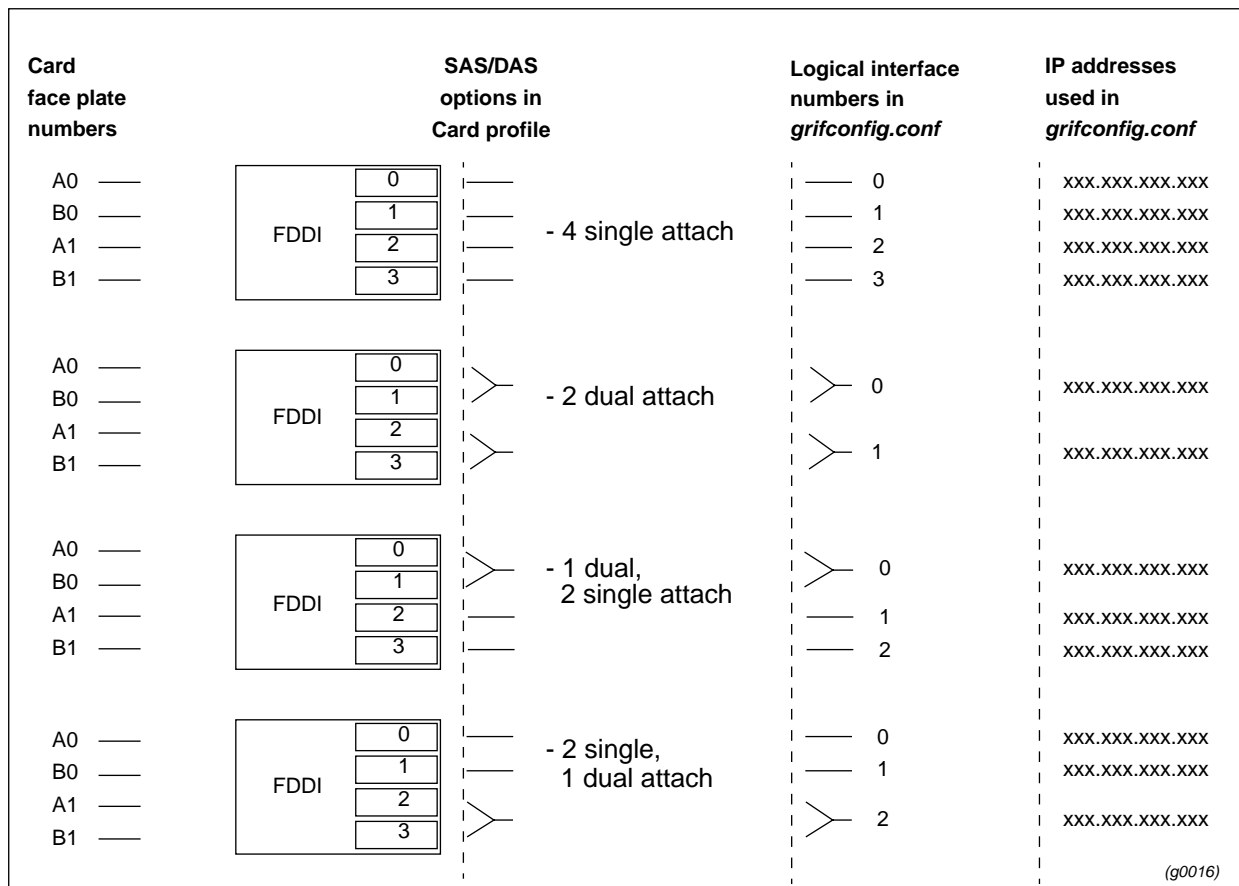 Card
face plate
numbers
SAS/DAS
options in
Card profile
Logical interface
numbers in
grifconfig.conf
IP addresses
used in
grifconfig.conf
A0
B0
A1
B1
FDDI
0
1
2
3
- 4 single attach
0
1
2
3
xxx.xxx.xxx.xxx
xxx.xxx.xxx.xxx
xxx.xxx.xxx.xxx
xxx.xxx.xxx.xxx
A0
B0
A1
B1
FDDI
0
1
2
3
- 2 dual attach
0
1
xxx.xxx.xxx.xxx
xxx.xxx.xxx.xxx
A0
B0
A1
B1
FDDI
0
1
2
3
- 1 dual,
2 single attach
0
1
2
xxx.xxx.xxx.xxx
xxx.xxx.xxx.xxx
xxx.xxx.xxx.xxx
A0
B0
A1
B1
FDDI
0
1
2
3
- 2 single,
1 dual attach
0
1
2
xxx.xxx.xxx.xxx
xxx.xxx.xxx.xxx
xxx.xxx.xxx.xxx
(g0016)